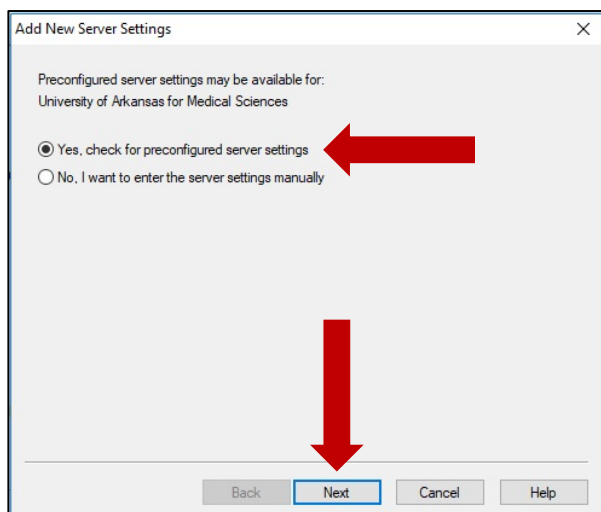 Add New Server Settings
Preconfigured server settings may be available for:
University of Arkansas for Medical Sciences
Yes, check for preconfigured server settings
No, I want to enter the server settings manually
Back
Next
Cancel
Help